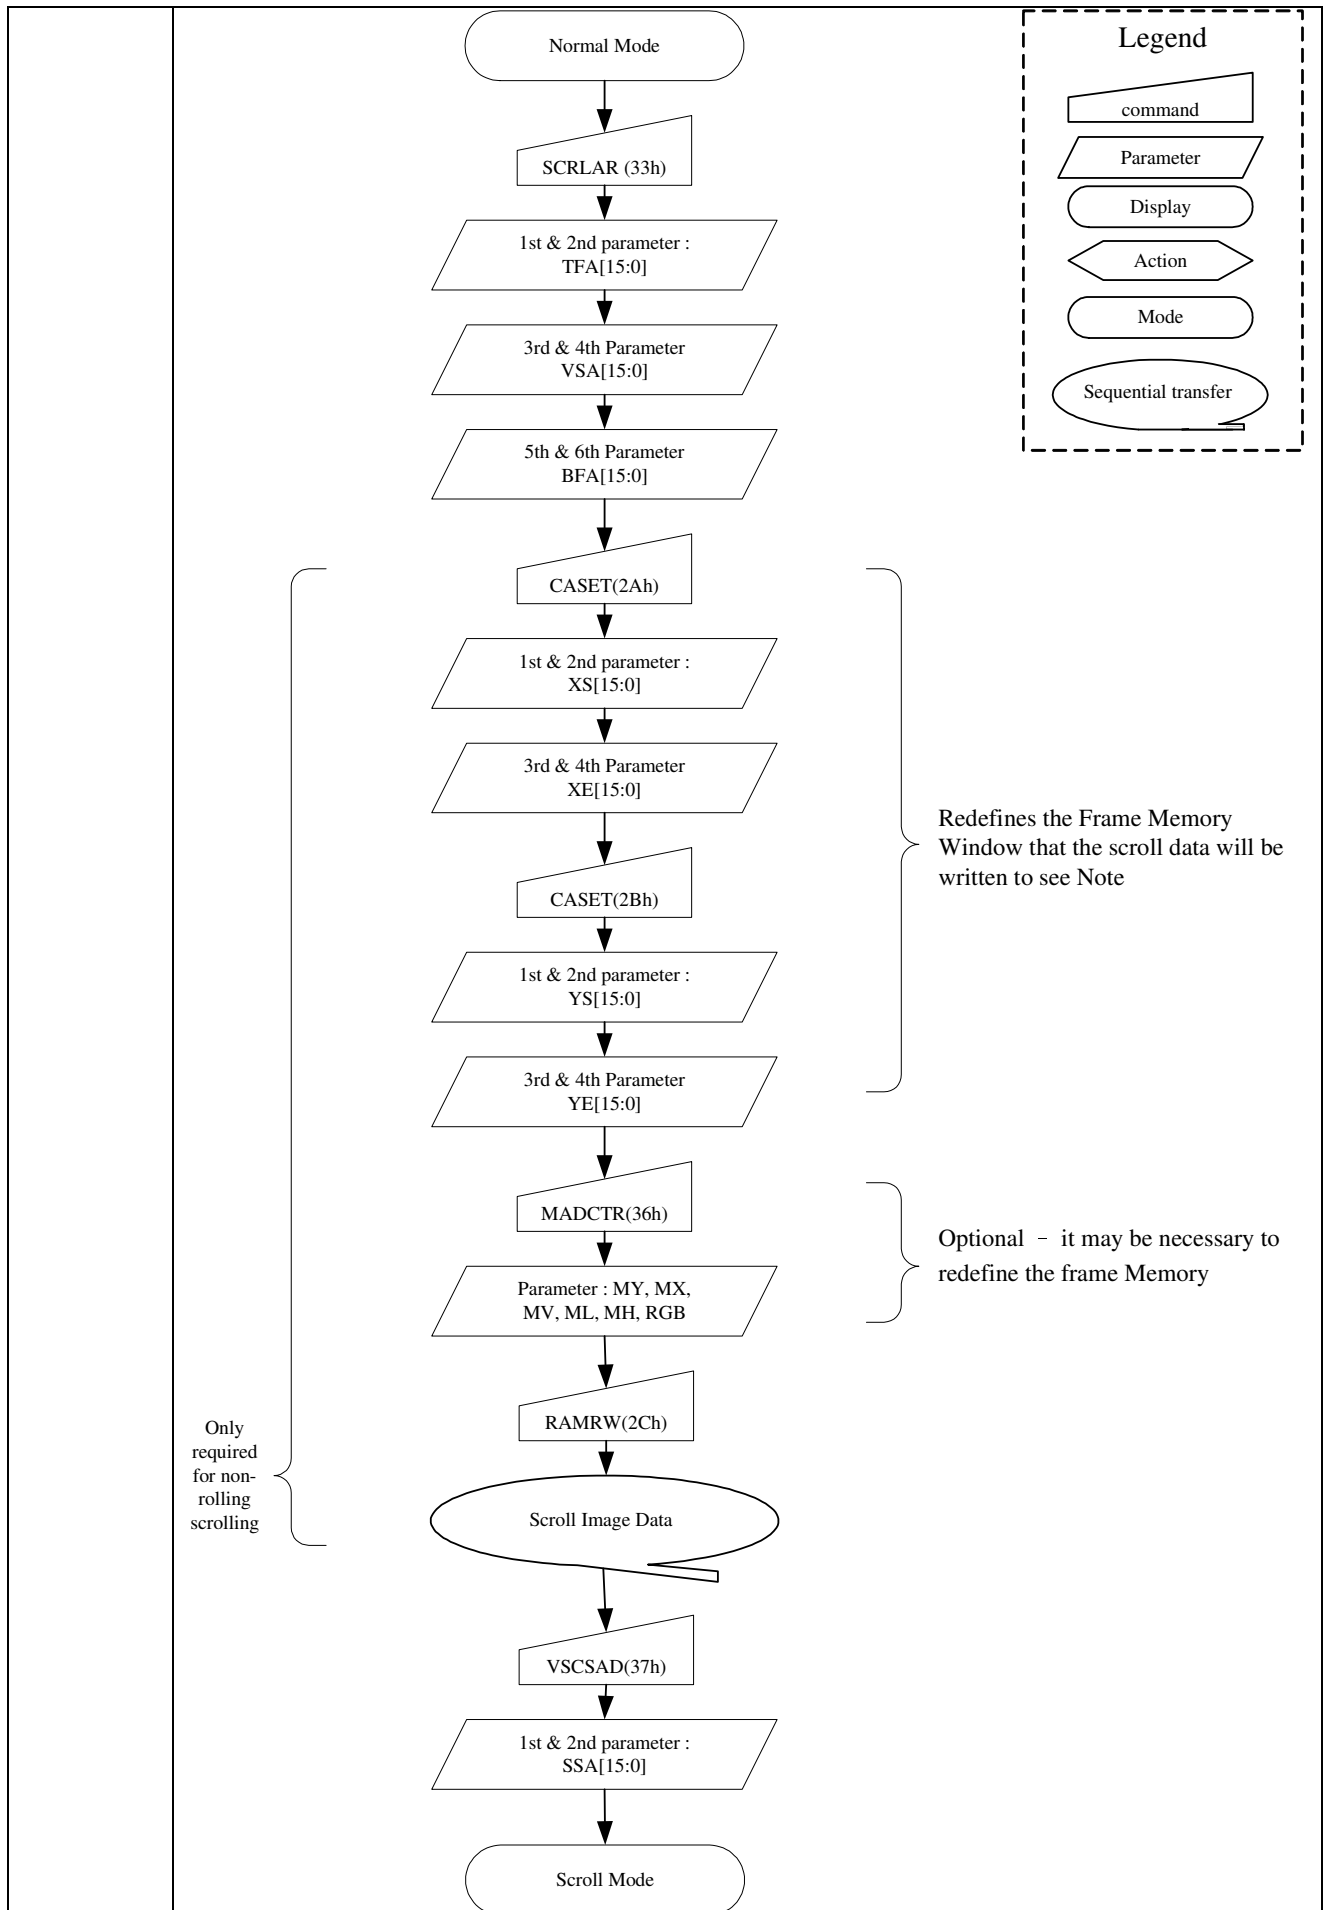 Normal Mode
SCRLAR (33h)
1st & 2nd parameter :
TFA[15:0]
3rd & 4th Parameter
VSA[15:0]
5th & 6th Parameter
BFA[15:0]
CASET(2Ah)
1st & 2nd parameter :
XS[15:0]
3rd & 4th Parameter
XE[15:0]
CASET(2Bh)
1st & 2nd parameter :
YS[15:0]
3rd & 4th Parameter
YE[15:0]
MADCTR(36h)
Parameter : MY, MX,
MV, ML, MH, RGB
RAMRW(2Ch)
Scroll Image Data
VSCSAD(37h)
1st & 2nd parameter :
SSA[15:0]
Scroll Mode
Only
required
for non-
rolling
scrolling
Redefines the Frame Memory
Window that the scroll data will be
written to see Note
Optional – it may be necessary to
redefine the frame Memory
Legend
command
Parameter
Display
Action
Mode
Sequential transfer